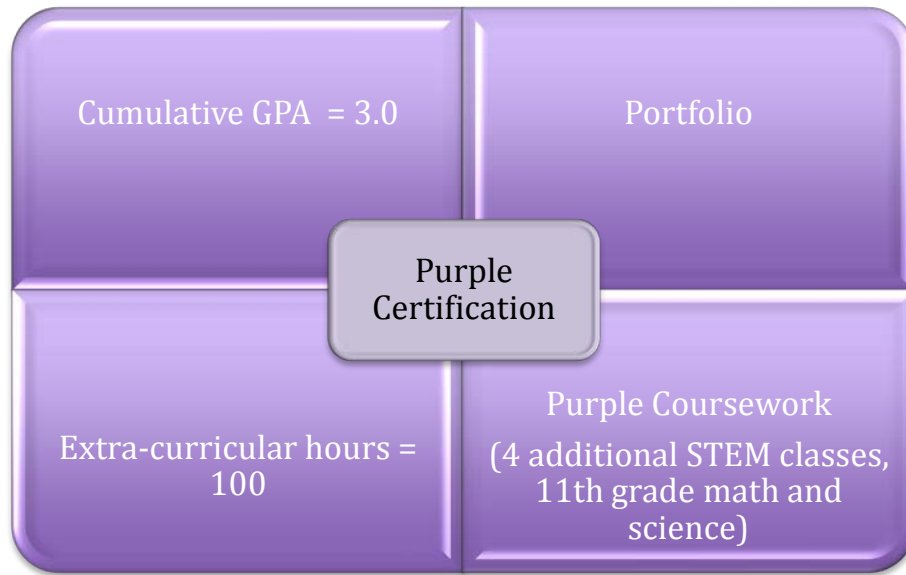 Cumulative GPA  = 3.0
Portfolio
Purple
Certification
Extra-curricular hours =
100
Purple Coursework
(4 additional STEM classes,
11th grade math and
science)